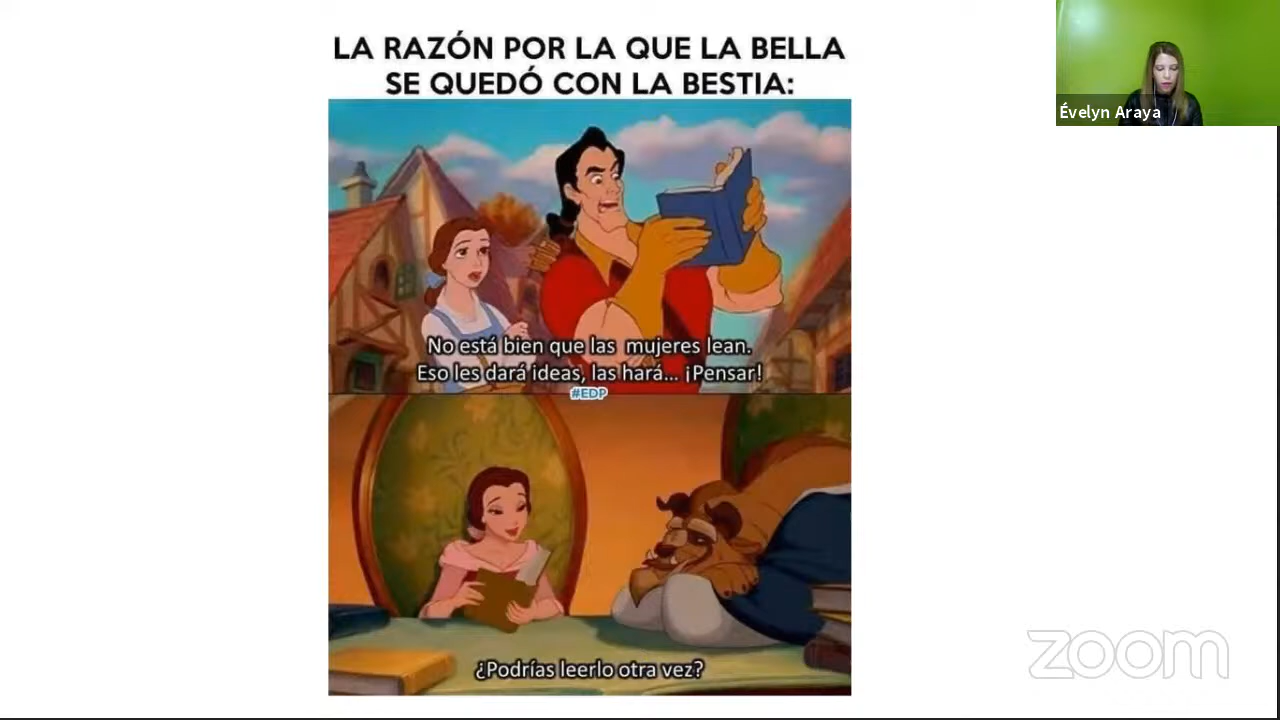 LA RAZÓN POR LA QUE LA BELLA
SE QUEDÓ CON LA BESTIA:
No está bien que las mujeres lean.
Eso les dará ideas, las hará... ¡Pensar!
#EDP
¿Podrías leerlo otra vez?
Évelyn Araya
zoom